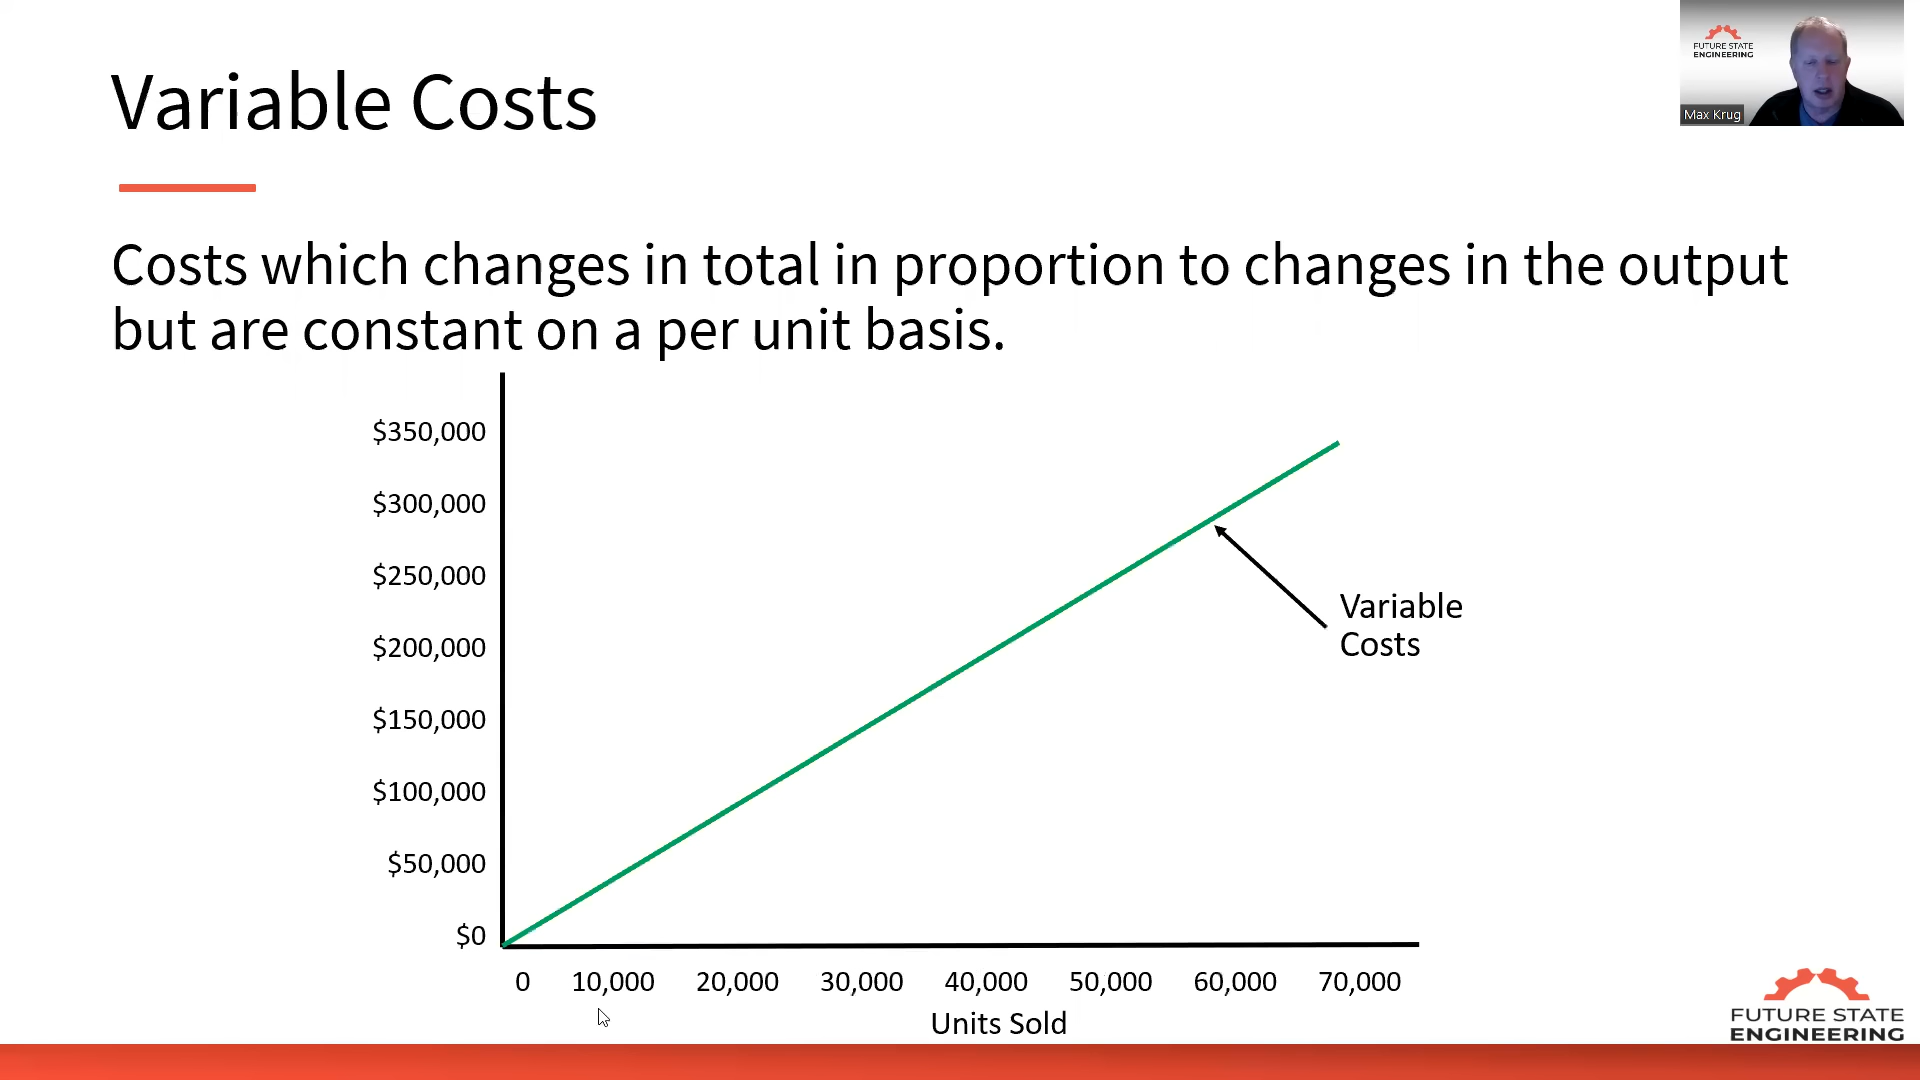 Variable Costs
FUTURE STATE
ENGINEERING
Max Krug
Costs which changes in total in proportion to changes in the output
but are constant on a per unit basis.
$350,000
$300,000
$250,000
$200,000
$150,000
$100,000
$50,000
$0
Variable
Costs
0 10,000 20,000 30,000 40,000 50,000 60,000 70,000
Units Sold
FUTURE STATE
ENGINEERING